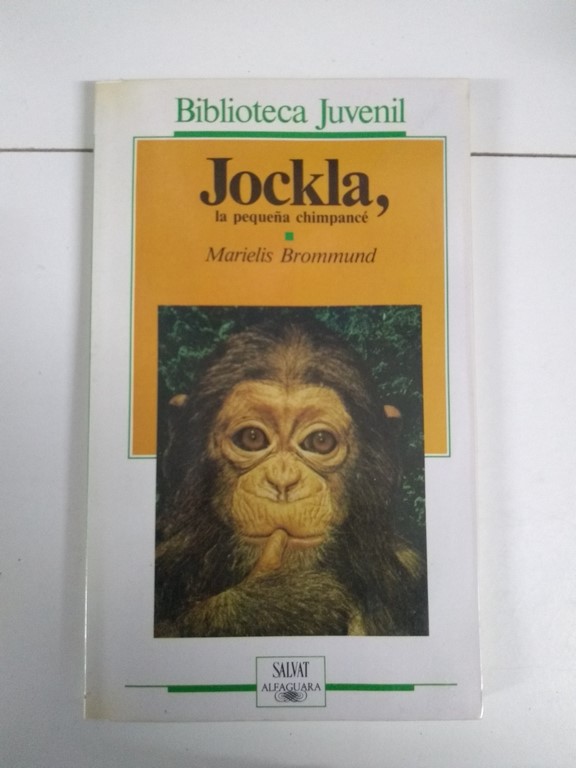 Biblioteca Juvenil
Jockla,
la pequeña chimpancé
Marielis Brommund
SALVAT
ALFAGUARA